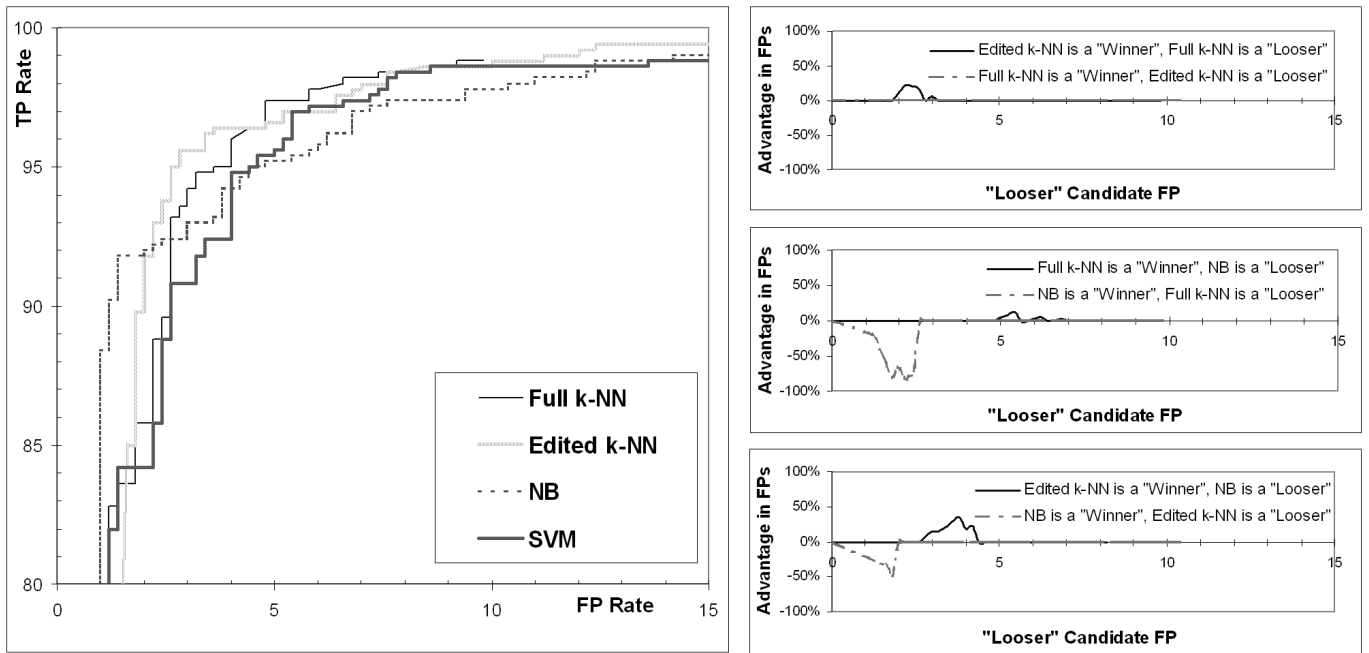 TP Rate
100
95
90
85
80
0
5
10
15
FP Rate
Full k-NN
Edited k-NN
NB
SVM
Advantage in FPs
100%
50%
0%
-50%
-100%
Edited k-NN is a "Winner", Full k-NN is a "Looser"
Full k-NN is a "Winner", Edited k-NN is a "Looser"
0
5
10
15
"Looser" Candidate FP
Advantage in FPs
100%
50%
0%
-50%
-100%
Full k-NN is a "Winner", NB is a "Looser"
NB is a "Winner", Full k-NN is a "Looser"
0
5
10
15
"Looser" Candidate FP
Advantage in FPs
100%
50%
0%
-50%
-100%
Edited k-NN is a "Winner", NB is a "Looser"
NB is a "Winner", Edited k-NN is a "Looser"
0
5
10
15
"Looser" Candidate FP